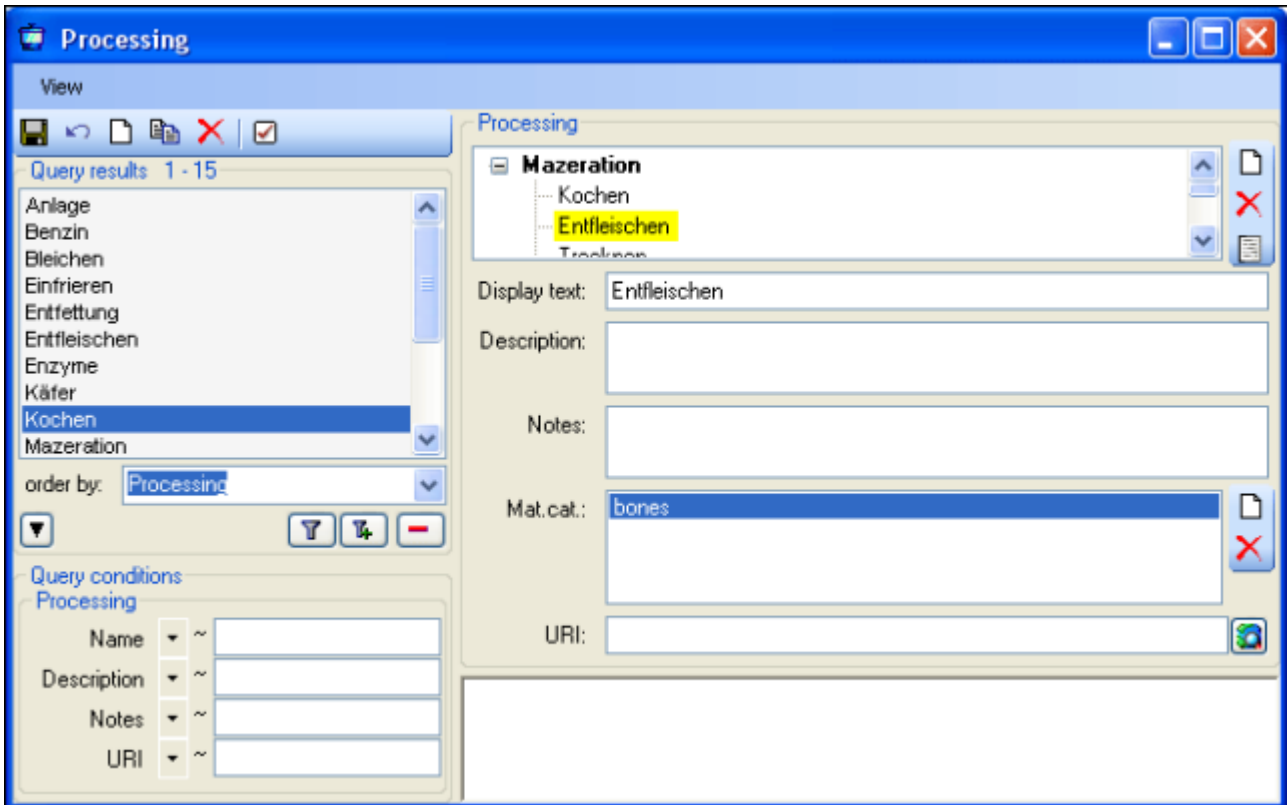 Processing
View
Query results 1 - 15
Anlage
Benzin
Bleichen
Einfrieren
Entfettung
Entfleischen
Enzyme
Käfer
Kochen
Mazeration
order by: Processing
Query conditions
Processing
Name ~
Description ~
Notes ~
URI ~
Processing
Mazeration
Kochen
Entfleischen
Display text: Entfleischen
Description:
Notes:
Mat.cat.: bones
URI: